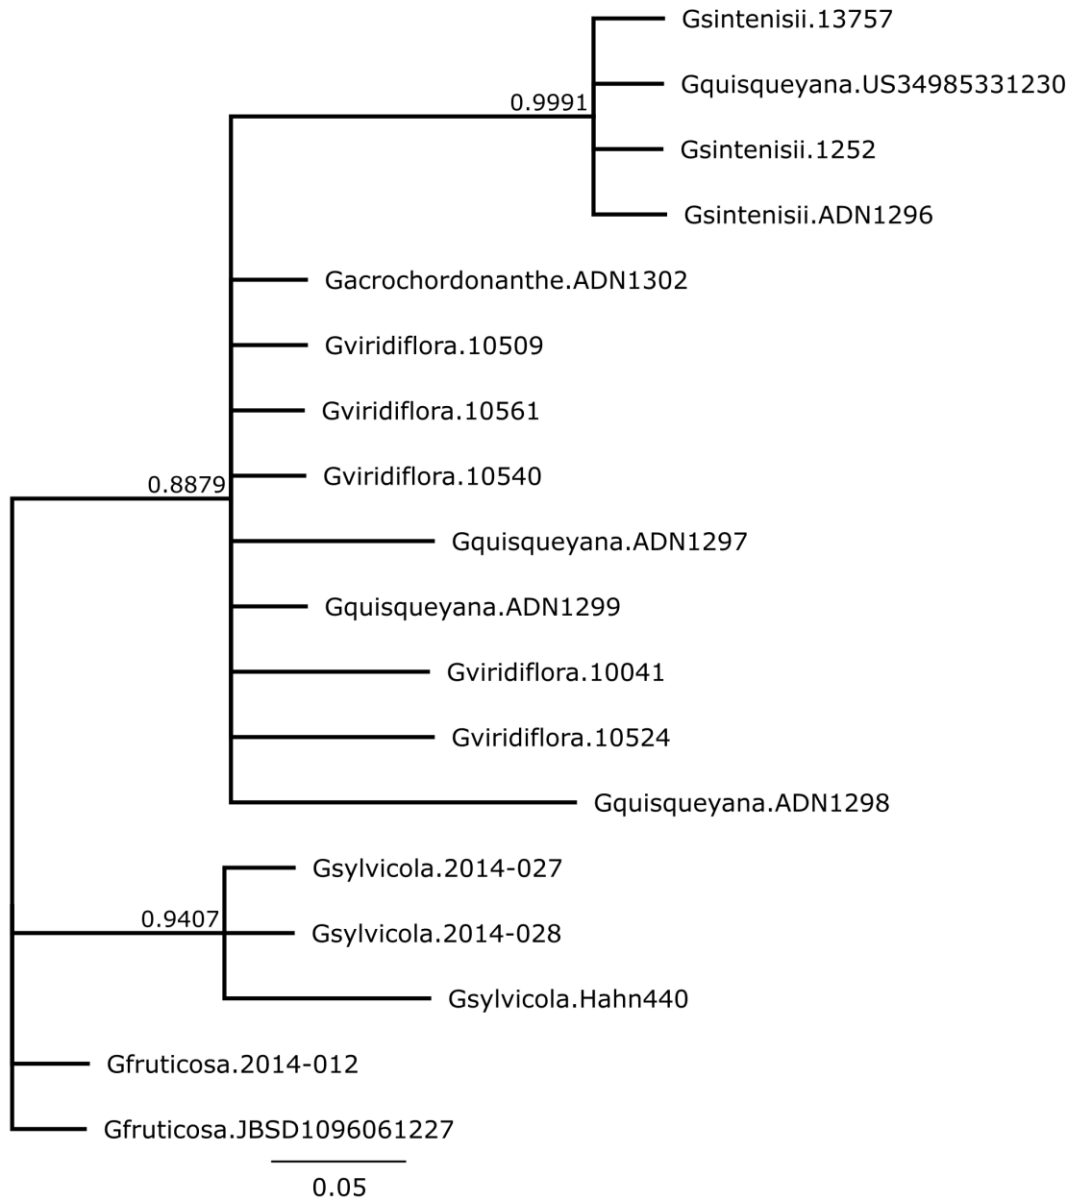 Gsintenisii.13757
Gquisqueyana.US34985331230
0.9991
Gsintenisii.1252
Gsintenisii.ADN1296
Gacrochordonanthe.ADN1302
Gviridiflora.10509
Gviridiflora.10561
Gviridiflora.10540
0.8879
Gquisqueyana.ADN1297
Gquisqueyana.ADN1299
Gviridiflora.10041
Gviridiflora.10524
Gquisqueyana.ADN1298
Gsylvicola.2014-027
0.9407
Gsylvicola.2014-028
Gsylvicola.Hahn440
Gfruticosa.2014-012
Gfruticosa.JBSD1096061227
0.05